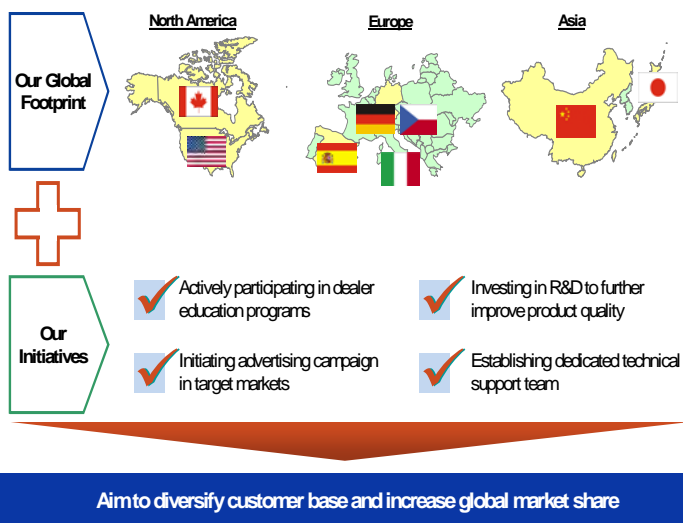 North America
Europe
Asia
Our Global
Footprint
Actively participating in dealer
education programs
Investing in R&D to further
improve product quality
Our
Initiatives
Initiating advertising campaign
in target markets
Establishing dedicated technical
support team
Aim to diversify customer base and increase global market share